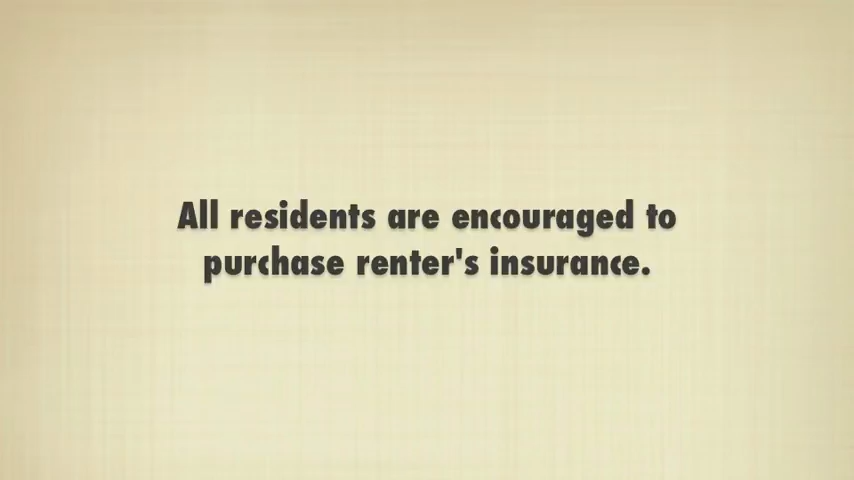 All residents are encouraged to
purchase renter's insurance.